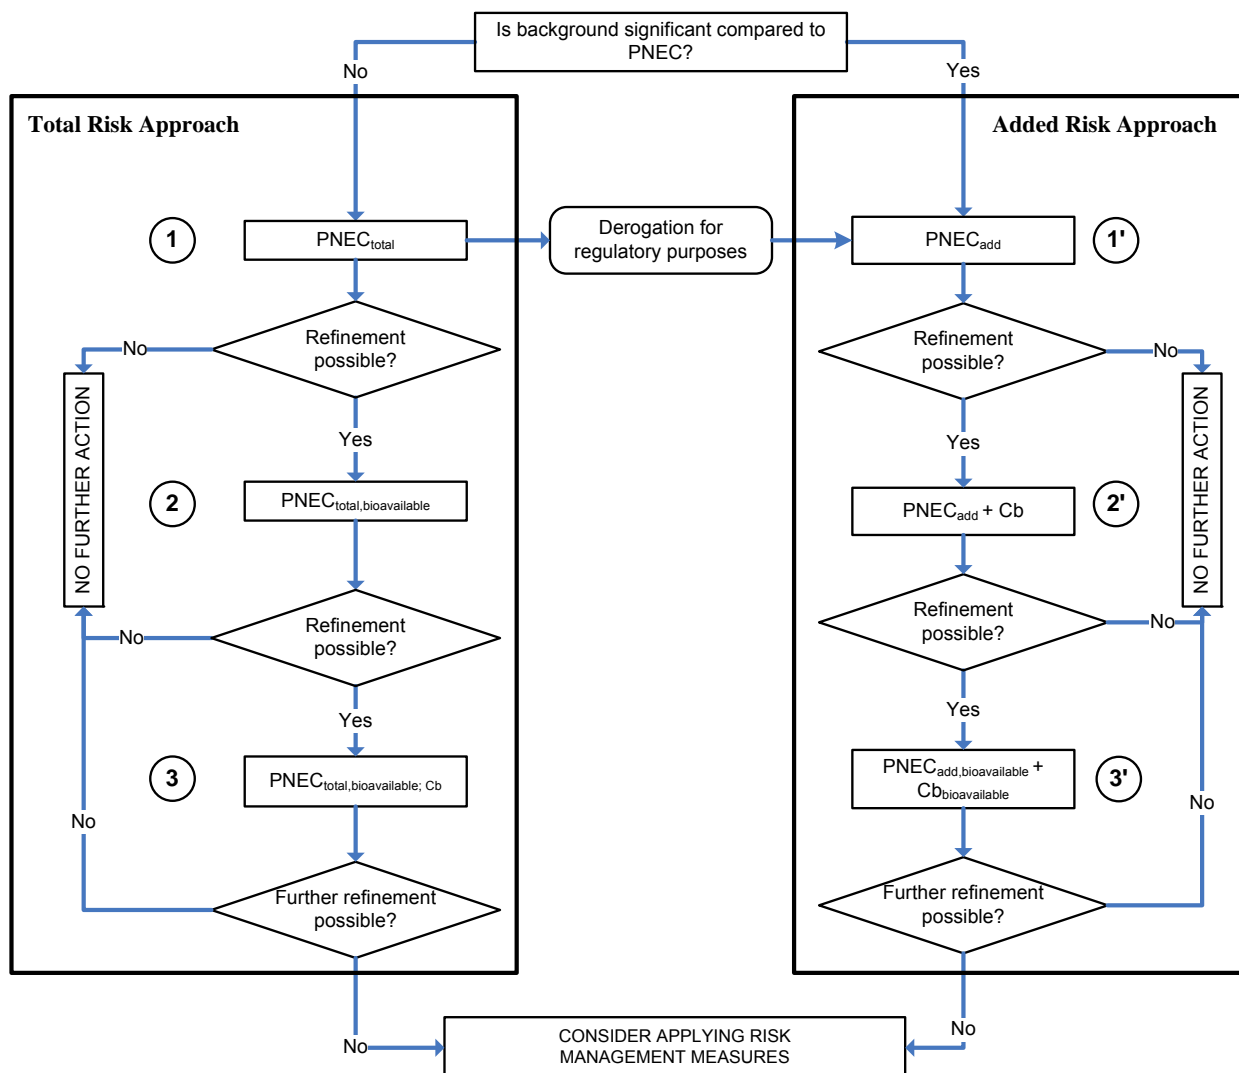 Is background significant compared to
PNEC?
No
Yes
Total Risk Approach
Added Risk Approach
1
PNECtotal
Derogation for
regulatory purposes
PNECadd
1'
Refinement
possible?
No
Refinement
possible?
No
NO FURTHER ACTION
NO FURTHER ACTION
Yes
Yes
2
PNECtotal,bioavailable
PNECadd + Cb
2'
Refinement
possible?
No
Refinement
possible?
No
Yes
Yes
3
PNECtotal,bioavailable; Cb
PNECadd,bioavailable +
Cbbioavailable
3'
No
No
Further refinement
possible?
Further refinement
possible?
No
No
CONSIDER APPLYING RISK
MANAGEMENT MEASURES